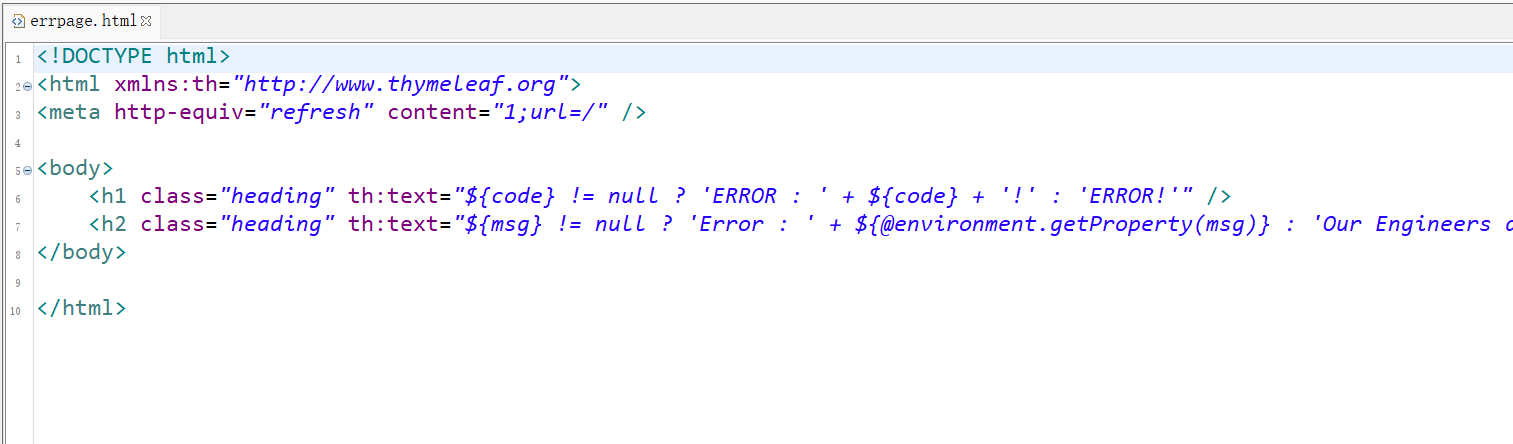 errpage.html
1 <!DOCTYPE html>
2 <html xmlns:th="http://www.thymeleaf.org">
3 <meta http-equiv="refresh" content="1;url=/" />
4
5 <body>
6 <h1 class="heading" th:text="${code} != null ? 'ERROR : ' + ${code} + '!' : 'ERROR!'" />
7 <h2 class="heading" th:text="${msg} != null ? 'Error : ' + ${@environment.getProperty(msg)} : 'Our Engineers
8 </body>
9
10 </html>